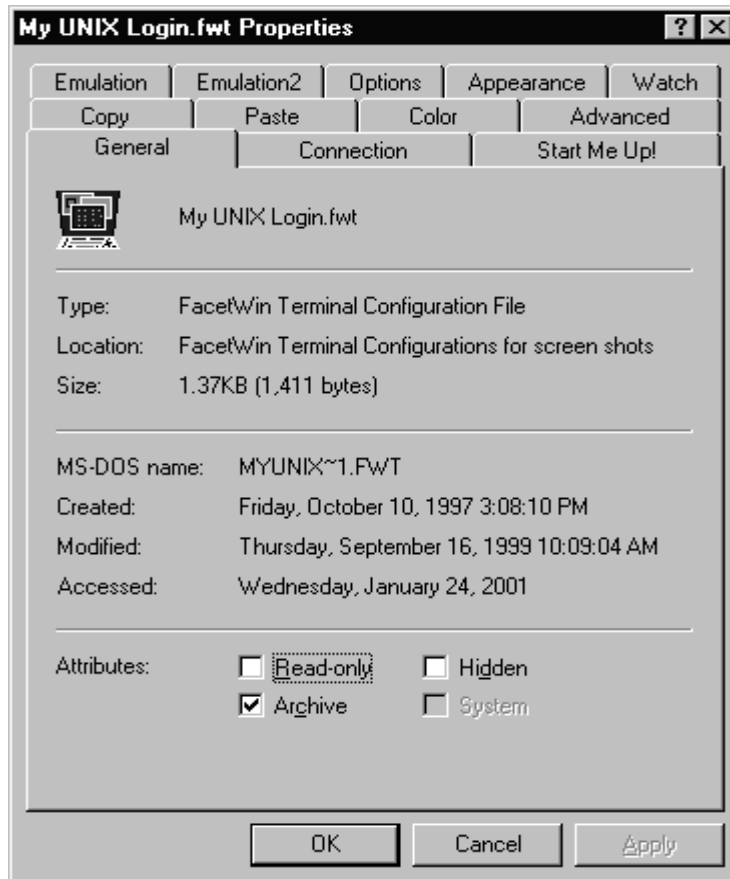 My UNIX Login.fwt Properties ? X
Emulation Emulation2 Options Appearance Watch
Copy Paste Color Advanced
General Connection Start Me Up!
My UNIX Login.fwt
Type: FacetWin Terminal Configuration File
Location: FacetWin Terminal Configurations for screen shots
Size: 1.37KB (1,411 bytes)
MS-DOS name: MYUNIX~1.FWT
Created: Friday, October 10, 1997 3:08:10 PM
Modified: Thursday, September 16, 1999 10:09:04 AM
Accessed: Wednesday, January 24, 2001
Attributes: Read-only Hidden
Archive System
OK Cancel Apply